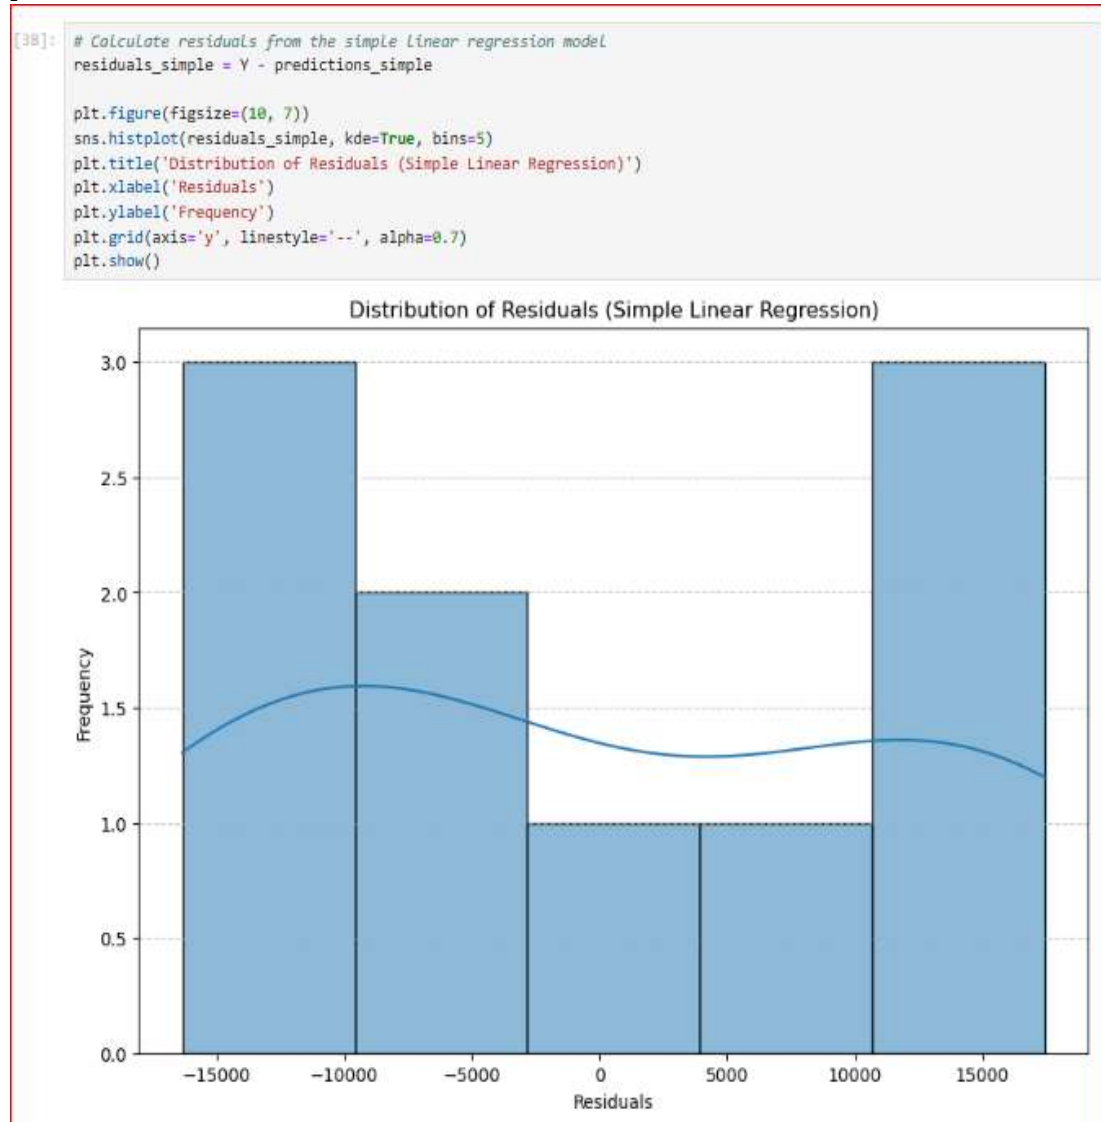 [38]:
# Calculate residuals from the simple linear regression model
residuals_simple = Y - predictions_simple
plt.figure(figsize=(10, 7))
sns.histplot(residuals_simple, kde=True, bins=5)
plt.title('Distribution of Residuals (Simple Linear Regression)')
plt.xlabel('Residuals')
plt.ylabel('Frequency')
plt.grid(axis='y', linestyle='--', alpha=0.7)
plt.show()
Distribution of Residuals (Simple Linear Regression)
3.0
2.5
2.0
1.5
1.0
0.5
0.0
Frequency
−15000 −10000 −5000 0 5000 10000 15000
Residuals